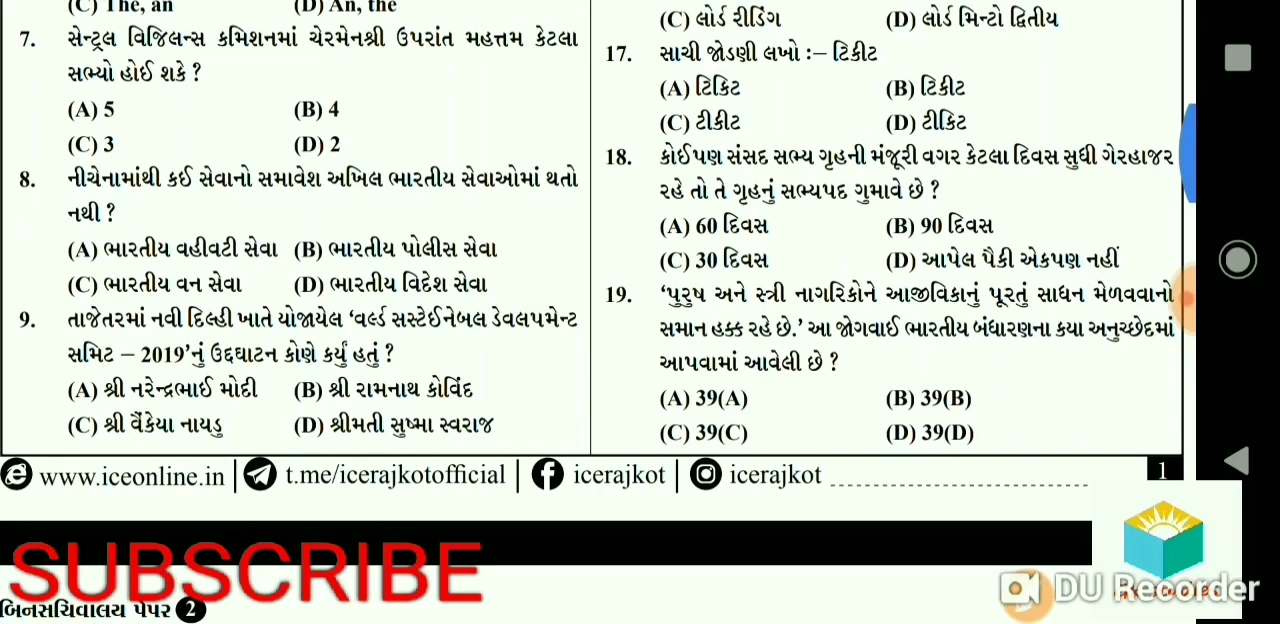 (C) The, an (D) An, the
7. સેન્ટ્રલ વિજિલન્સ કમિશનમાં ચેરમેનશ્રી ઉપરાંત મહત્તમ કેટલા
સભ્યો હોઈ શકે ?
(A) 5 (B) 4
(C) 3 (D) 2
8. નીચેનામાંથી કઈ સેવાનો સમાવેશ અખિલ ભારતીય સેવાઓમાં થતો
નથી ?
(A) ભારતીય વહીવટી સેવા (B) ભારતીય પોલીસ સેવા
(C) ભારતીય વન સેવા (D) ભારતીય વિદેશ સેવા
9. તાજેતરમાં નવી દિલ્હી ખાતે યોજાયેલ ‘વર્લ્ડ સસ્ટેઈનેબલ ડેવલપમેન્ટ
સમિટ – 2019’નું ઉદ્દઘાટન કોણે કર્યું હતું ?
(A) શ્રી નરેન્દ્રભાઈ મોદી (B) શ્રી રામનાથ કોવિંદ
(C) શ્રી વૈંકેયા નાયડુ (D) શ્રીમતી સુષ્મા સ્વરાજ
(C) લોર્ડ રીડિંગ (D) લોર્ડ મિન્ટો દ્વિતીય
17. સાચી જોડણી લખો :– ટિકીટ
(A) ટિકિટ (B) ટિકીટ
(C) ટીકીટ (D) ટીકિટ
18. કોઈપણ સંસદ સભ્ય ગૃહની મંજૂરી વગર કેટલા દિવસ સુધી ગેરહાજર
રહે તો તે ગૃહનું સભ્યપદ ગુમાવે છે ?
(A) 60 દિવસ (B) 90 દિવસ
(C) 30 દિવસ (D) આપેલ પૈકી એકપણ નહીં
19. ‘પુરુષ અને સ્ત્રી નાગરિકોને આજીવિકાનું પૂરતું સાધન મેળવવાનો
સમાન હક્ક રહે છે.’ આ જોગવાઈ ભારતીય બંધારણના કયા અનુચ્છેદમાં
આપવામાં આવેલી છે ?
(A) 39(A) (B) 39(B)
(C) 39(C) (D) 39(D)
www.iceonline.in | t.me/icerajkotofficial | icerajkot | icerajkot 1
SUBSCRIBE
DU Recorder
બિનસચિવાલય પેપર 2